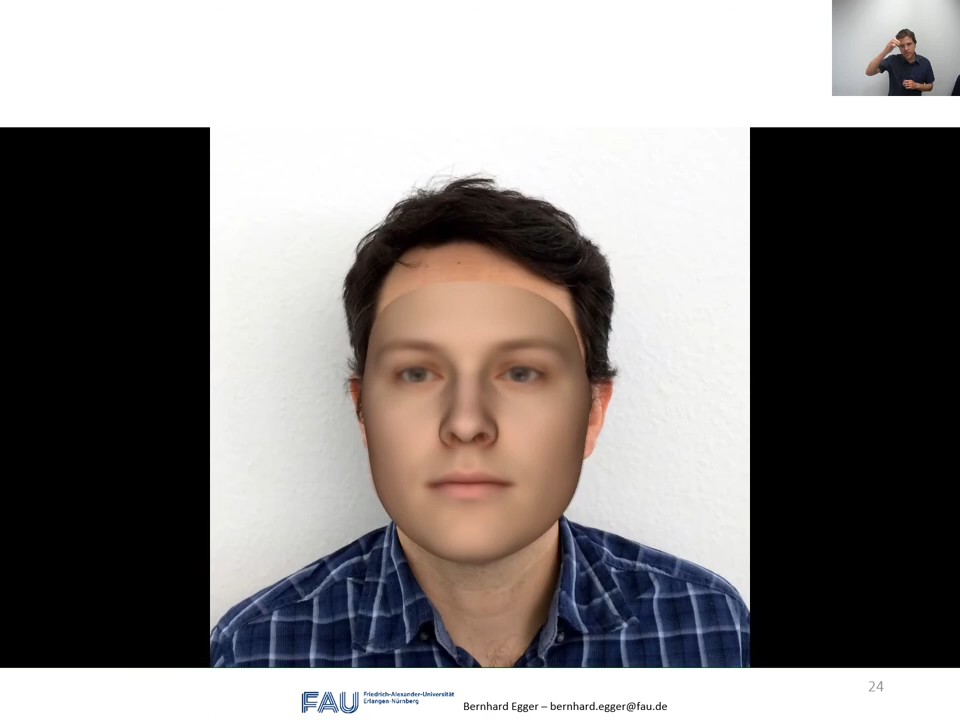 24
FAU Friedrich-Alexander-Universität
Erlangen-Nürnberg
Bernhard Egger – bernhard.egger@fau.de